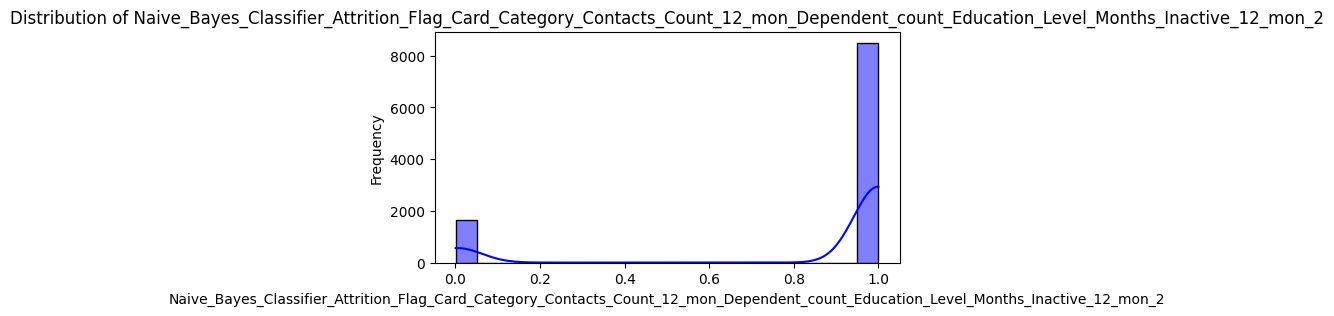 Distribution of Naive_Bayes_Classifier_Attrition_Flag_Card_Category_Contacts_Count_12_mon_Dependent_count_Education_Level_Months_Inactive_12_mon_2
8000
6000
4000
2000
0
Frequency
0.0 0.2 0.4 0.6 0.8 1.0
Naive_Bayes_Classifier_Attrition_Flag_Card_Category_Contacts_Count_12_mon_Dependent_count_Education_Level_Months_Inactive_12_mon_2